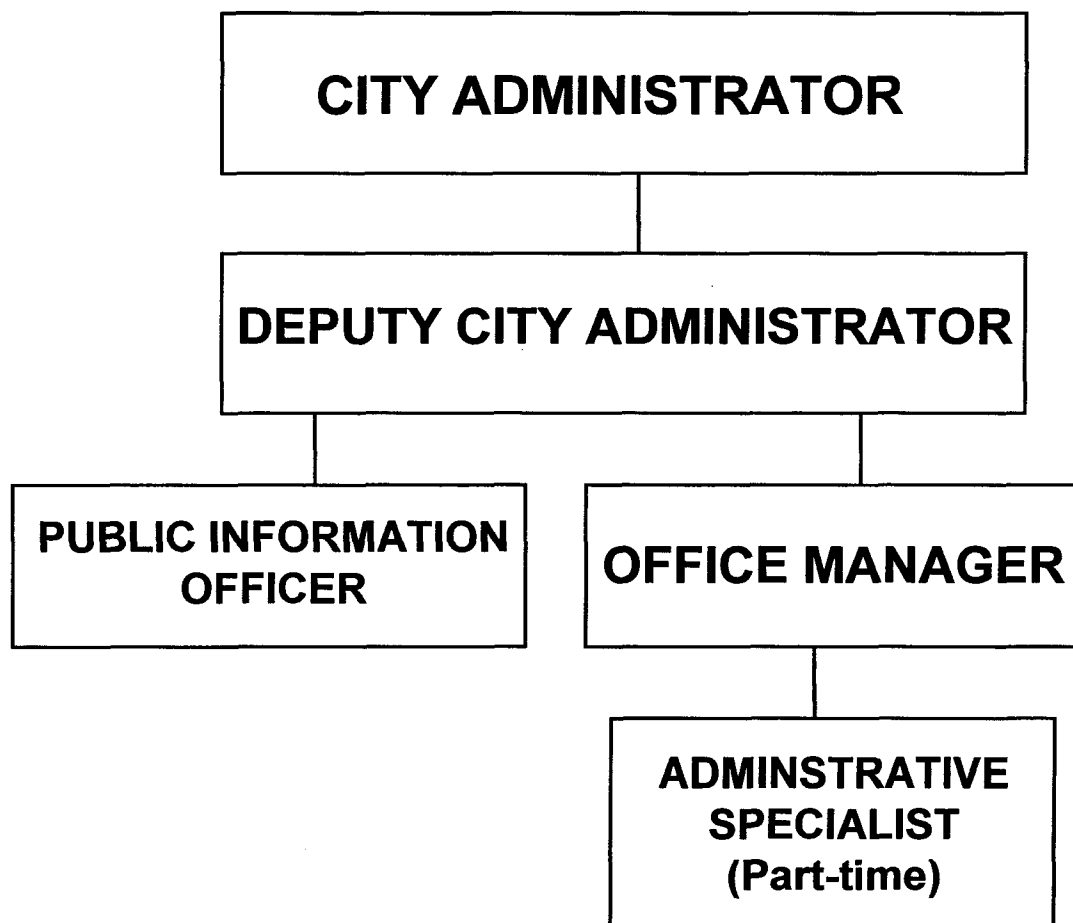 CITY ADMINISTRATOR
DEPUTY CITY ADMINISTRATOR
PUBLIC INFORMATION
OFFICER
OFFICE MANAGER
ADMINSTRATIVE
SPECIALIST
(Part-time)